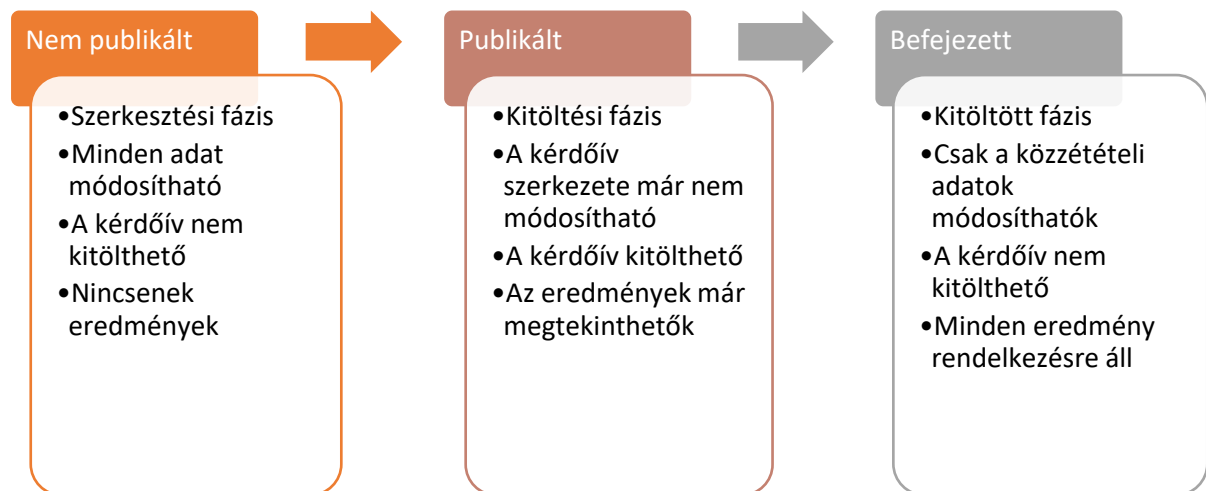 Nem publikált
•Szerkesztési fázis
•Minden adat
módosítható
•A kérdőív nem
kitölthető
•Nincsenek
eredmények
Publikált
•Kitöltési fázis
•A kérdőív
szerkezete már nem
módosítható
•A kérdőív kitölthető
•Az eredmények már
megtekinthetők
Befejezett
•Kitöltött fázis
•Csak a közzétételi
adatok
módosíthatók
•A kérdőív nem
kitölthető
•Minden eredmény
rendelkezésre áll